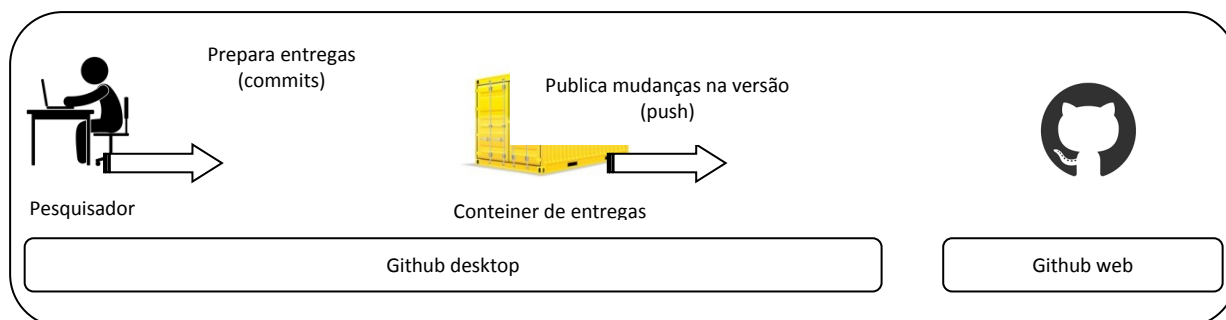 Prepara entregas
(commits)
Publica mudanças na versão
(push)
Pesquisador
Conteiner de entregas
Github desktop
Github web